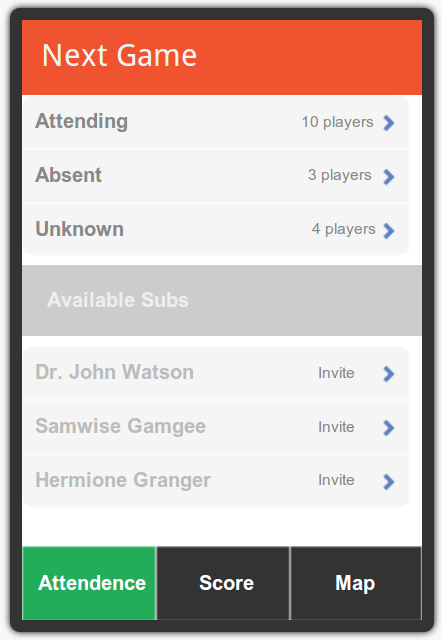 Next Game
Attending 10 players
Absent 3 players
Unknown 4 players
Available Subs
Dr. John Watson Invite
Samwise Gamgee Invite
Hermione Granger Invite
Attendence Score Map